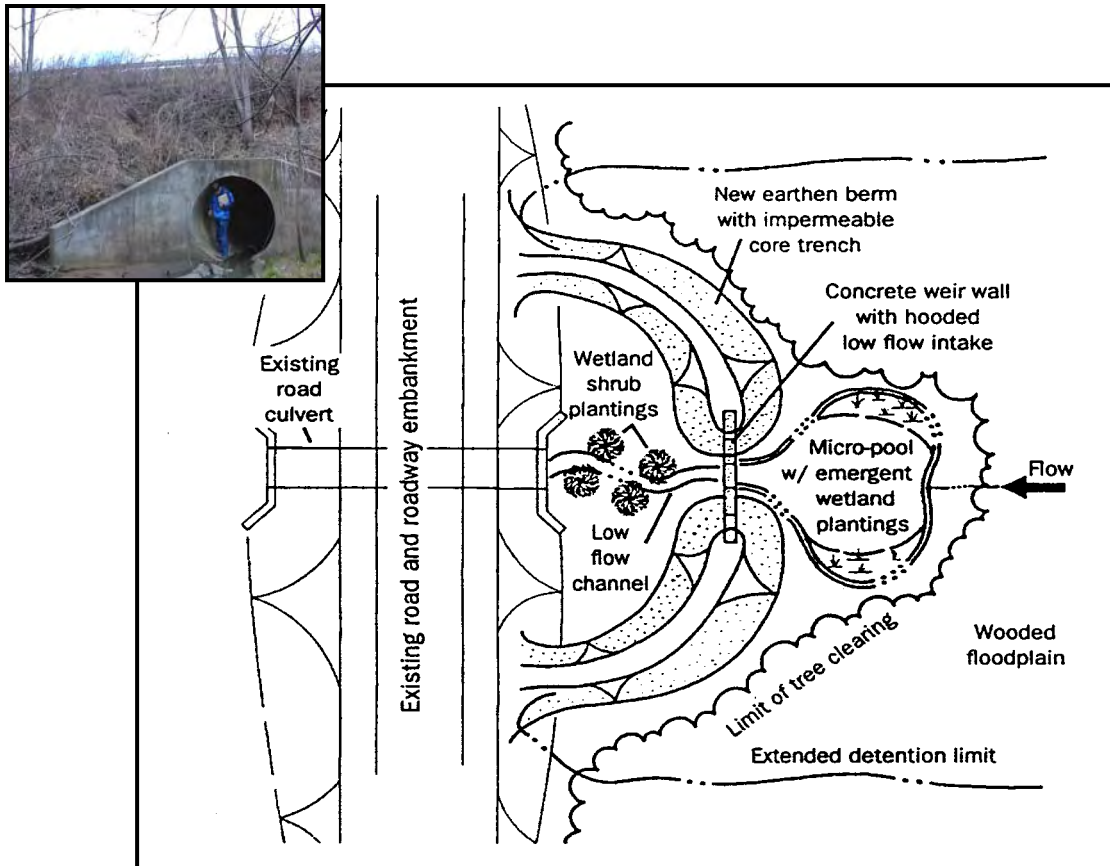 New earthen berm
with impermeable
core trench
Concrete weir wall
with hooded
low flow intake
Existing
road
culvert
Existing road and roadway embankment
Wetland
shrub
plantings
Low
flow
channel
Micro-pool
w/ emergent
wetland
plantings
Flow
Limit of tree clearing
Wooded
floodplain
Extended detention limit